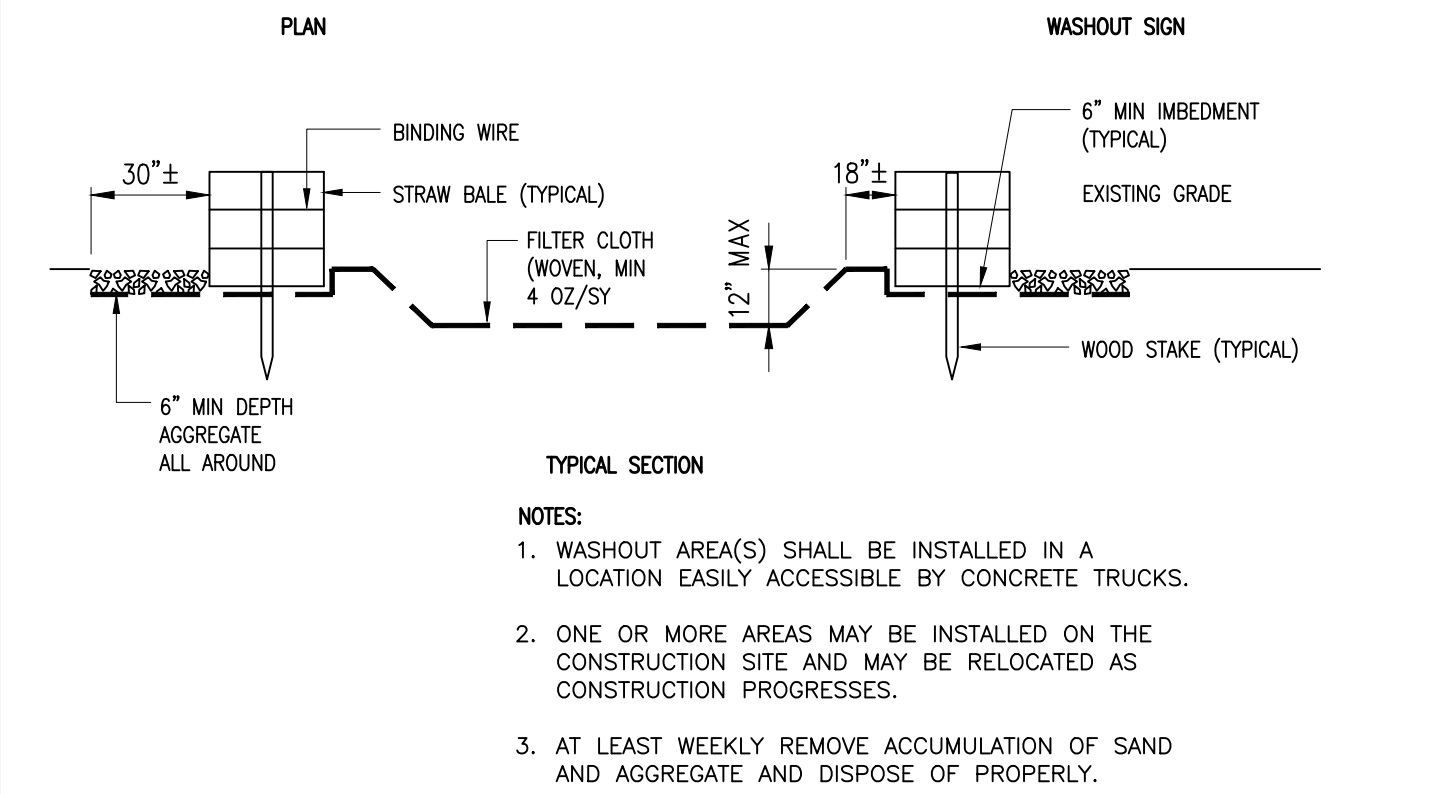 PLAN
WASHOUT SIGN
6" MIN IMBEDMENT
(TYPICAL)
BINDING WIRE
30"±
18"±
STRAW BALE (TYPICAL)
EXISTING GRADE
FILTER CLOTH
(WOVEN, MIN
4 OZ/SY
12" MAX
WOOD STAKE (TYPICAL)
6" MIN DEPTH
AGGREGATE
ALL AROUND
TYPICAL SECTION
NOTES:
1. WASHOUT AREA(S) SHALL BE INSTALLED IN A
LOCATION EASILY ACCESSIBLE BY CONCRETE TRUCKS.
2. ONE OR MORE AREAS MAY BE INSTALLED ON THE
CONSTRUCTION SITE AND MAY BE RELOCATED AS
CONSTRUCTION PROGRESSES.
3. AT LEAST WEEKLY REMOVE ACCUMULATION OF SAND
AND AGGREGATE AND DISPOSE OF PROPERLY.